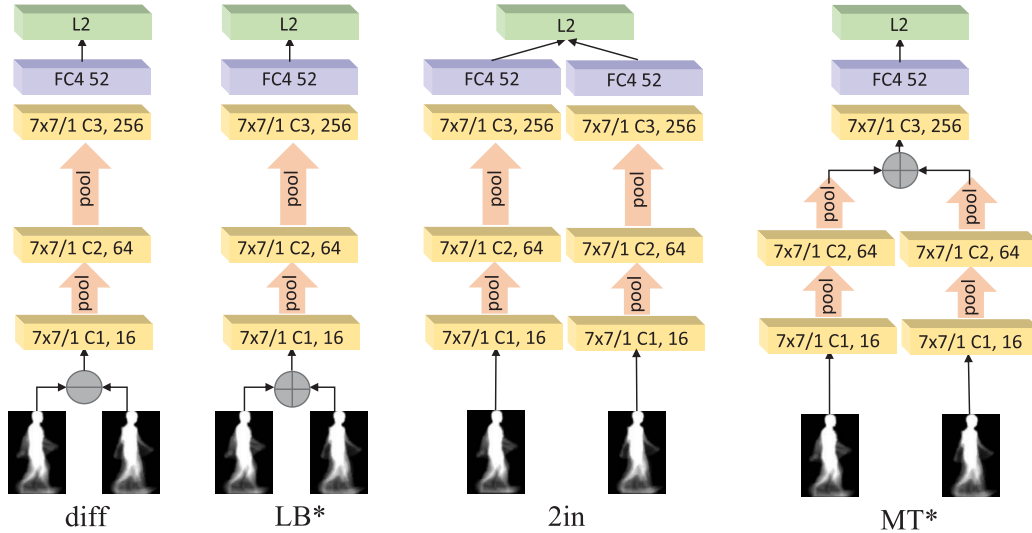 L2
FC4 52
7x7/1 C3, 256
pool
7x7/1 C2, 64
pool
7x7/1 C1, 16
diff
L2
FC4 52
7x7/1 C3, 256
pool
7x7/1 C2, 64
pool
7x7/1 C1, 16
LB*
L2
FC4 52
FC4 52
7x7/1 C3, 256
7x7/1 C3, 256
pool
pool
7x7/1 C2, 64
7x7/1 C2, 64
pool
pool
7x7/1 C1, 16
7x7/1 C1, 16
2in
L2
FC4 52
7x7/1 C3, 256
pool
pool
7x7/1 C2, 64
7x7/1 C2, 64
pool
pool
7x7/1 C1, 16
7x7/1 C1, 16
MT*